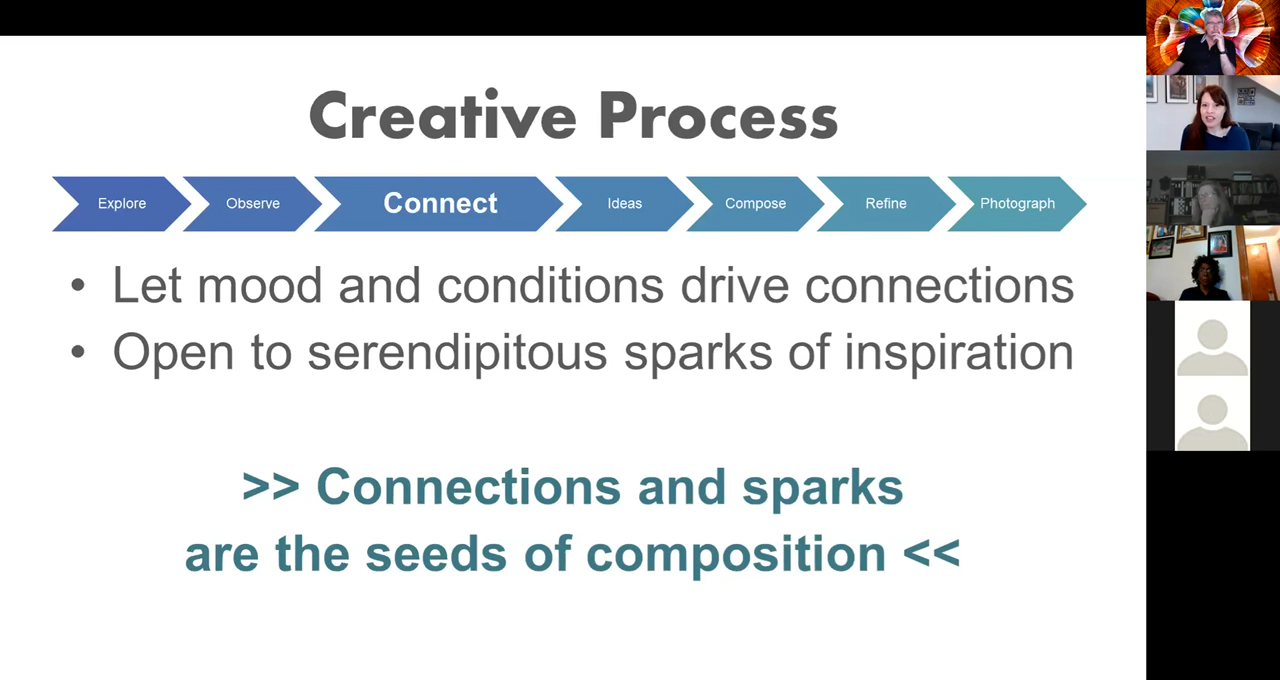 Creative Process
Explore
Observe
Connect
Ideas
Compose
Refine
Photograph
• Let mood and conditions drive connections
• Open to serendipitous sparks of inspiration
>> Connections and sparks
are the seeds of composition <<